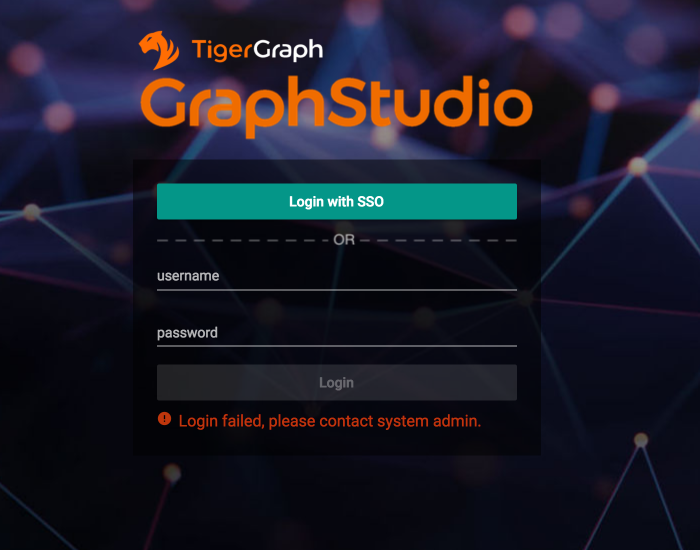 TigerGraph
GraphStudio
Login with SSO
OR
username
password
Login
Login failed, please contact system admin.